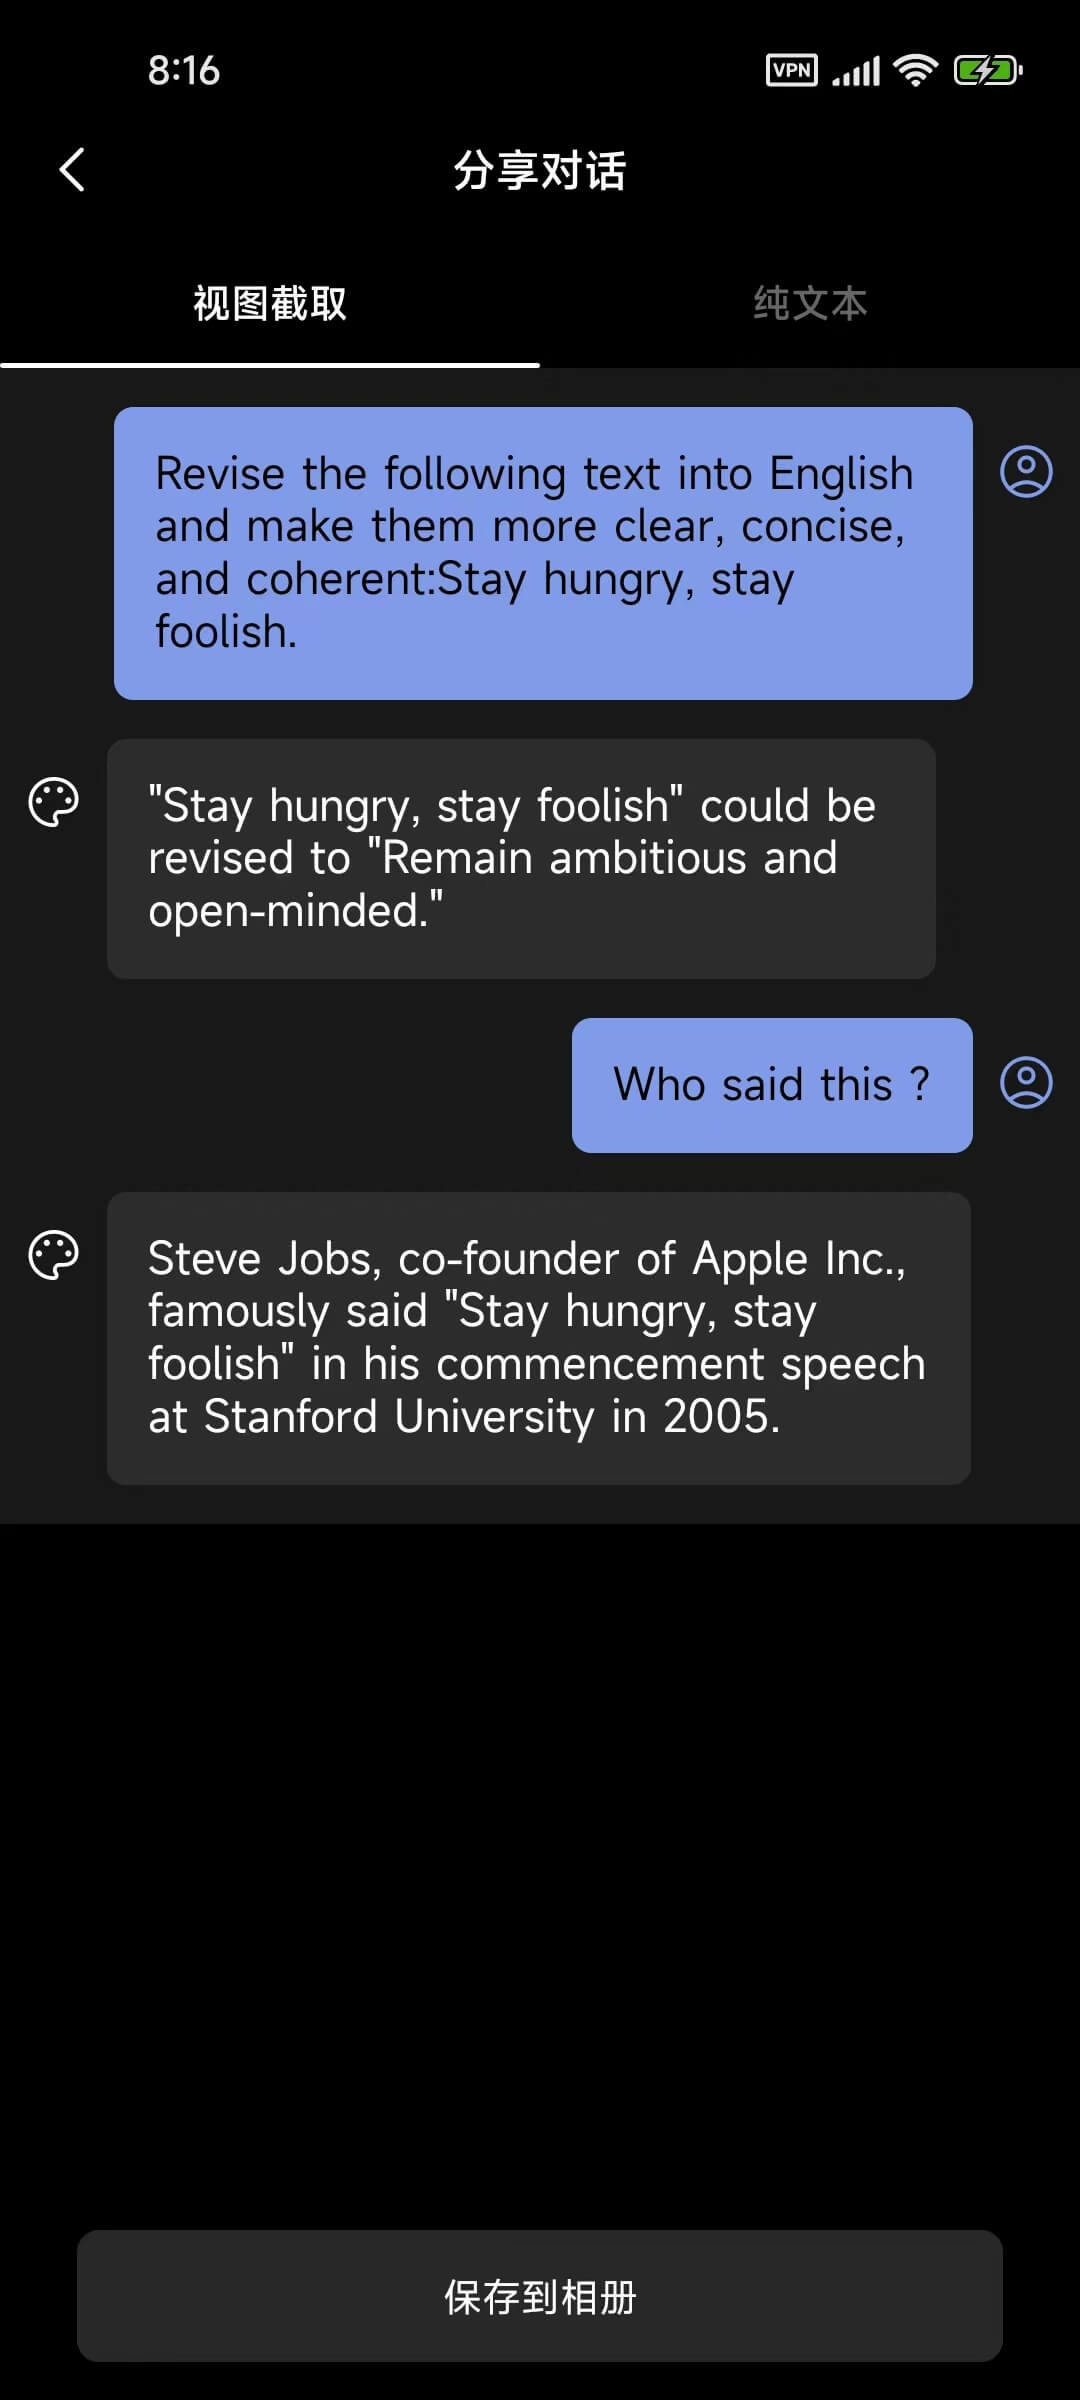 8:16
VPN
分享对话
视图截取
纯文本
Revise the following text into English
and make them more clear, concise,
and coherent:Stay hungry, stay
foolish.
"Stay hungry, stay foolish" could be
revised to "Remain ambitious and
open-minded."
Who said this ?
Steve Jobs, co-founder of Apple Inc.,
famously said "Stay hungry, stay
foolish" in his commencement speech
at Stanford University in 2005.
保存到相册